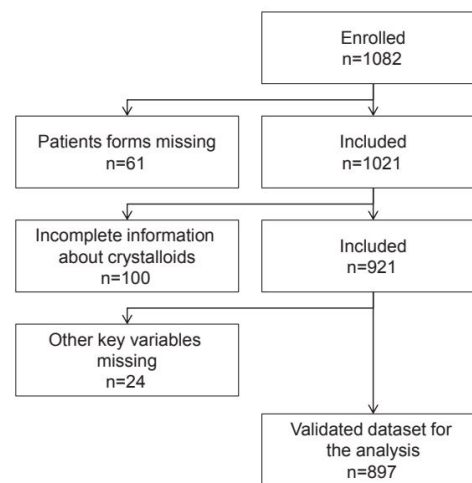 Enrolled
n=1082
Patients forms missing
n=61
Included
n=1021
Incomplete information
about crystalloids
n=100
Included
n=921
Other key variables
missing
n=24
Validated dataset for
the analysis
n=897